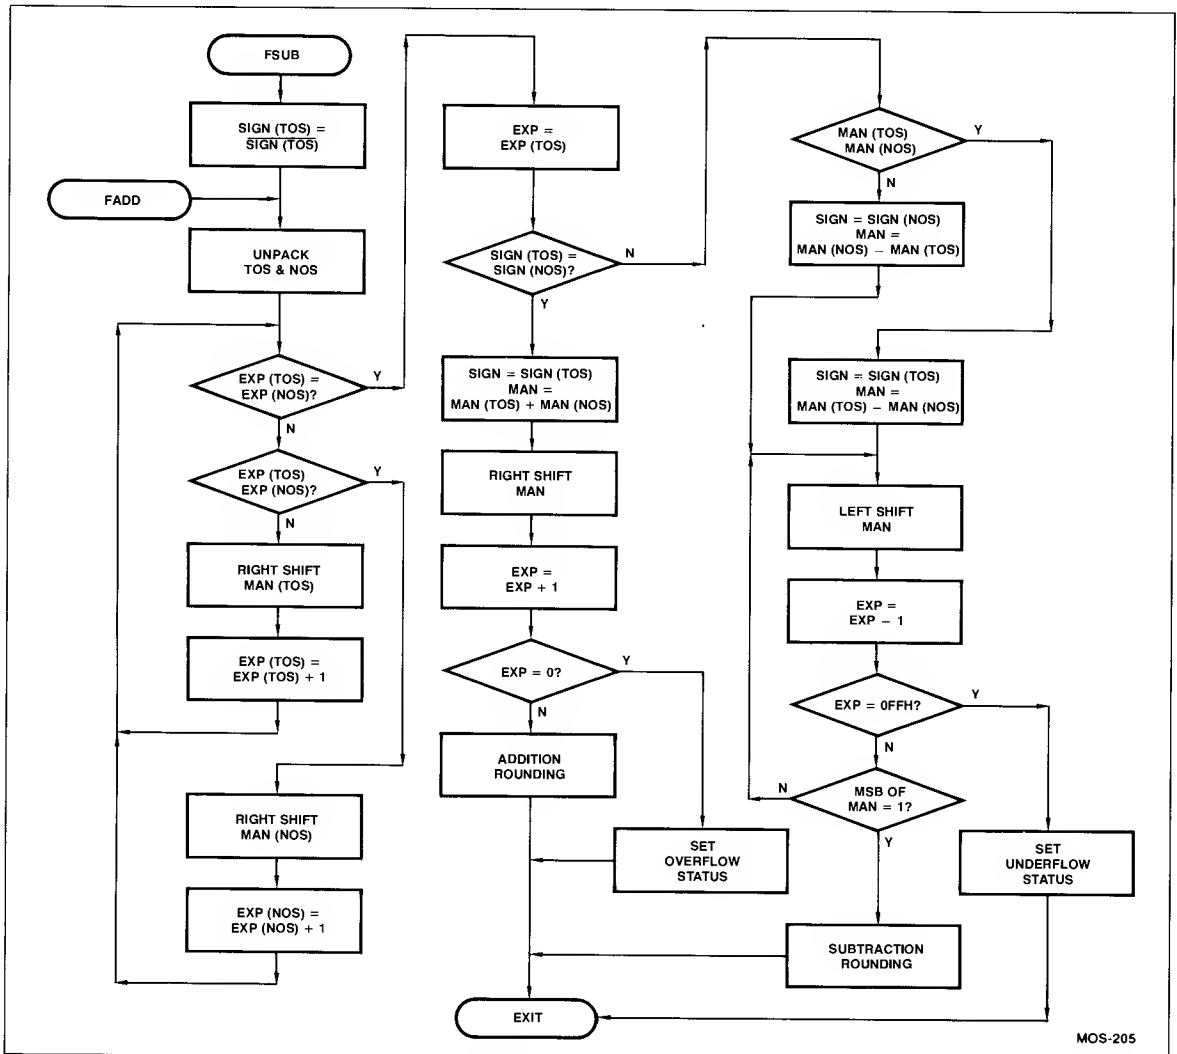 FSUB
SIGN (TOS) =
SIGN (TOS)
FADD
UNPACK
TOS & NOS
EXP (TOS) =
EXP (NOS)?
Y
N
EXP (TOS)
EXP (NOS)?
Y
N
RIGHT SHIFT
MAN (TOS)
EXP (TOS) =
EXP (TOS) + 1
RIGHT SHIFT
MAN (NOS)
EXP (NOS) =
EXP (NOS) + 1
EXP =
EXP (TOS)
SIGN (TOS) =
SIGN (NOS)?
N
Y
SIGN = SIGN (TOS)
MAN =
MAN (TOS) + MAN (NOS)
RIGHT SHIFT
MAN
EXP =
EXP + 1
EXP = 0?
Y
N
ADDITION
ROUNDING
SET
OVERFLOW
STATUS
EXIT
MAN (TOS)
MAN (NOS)
Y
N
SIGN = SIGN (NOS)
MAN =
MAN (NOS) − MAN (TOS)
SIGN = SIGN (TOS)
MAN =
MAN (TOS) − MAN (NOS)
LEFT SHIFT
MAN
EXP =
EXP − 1
EXP = 0FFH?
Y
N
MSB OF
MAN = 1?
N
Y
SET
UNDERFLOW
STATUS
SUBTRACTION
ROUNDING
MOS-205